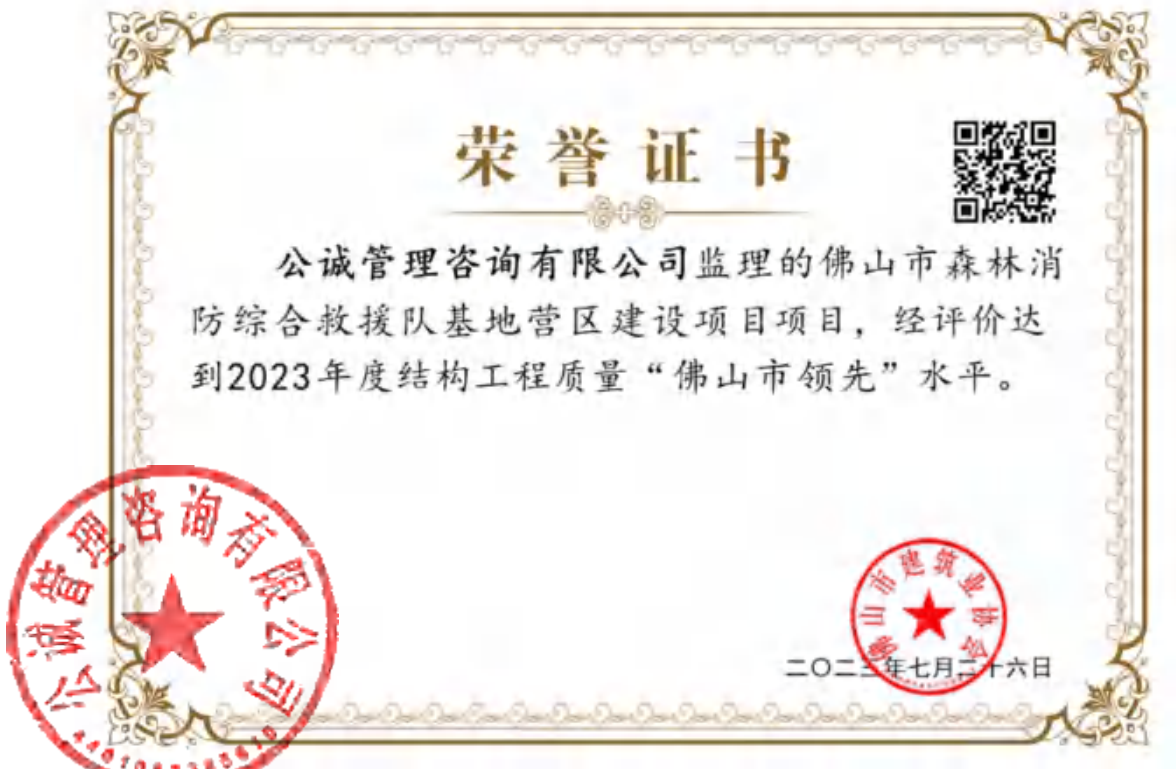 荣誉证书
公诚管理咨询有限公司监理的佛山市森林消
防综合救援队基地营区建设项目项目，经评价达
到2023年度结构工程质量“佛山市领先”水平。
公诚管理咨询有限公司
佛山市建筑业协会
二〇二三年七月二十六日